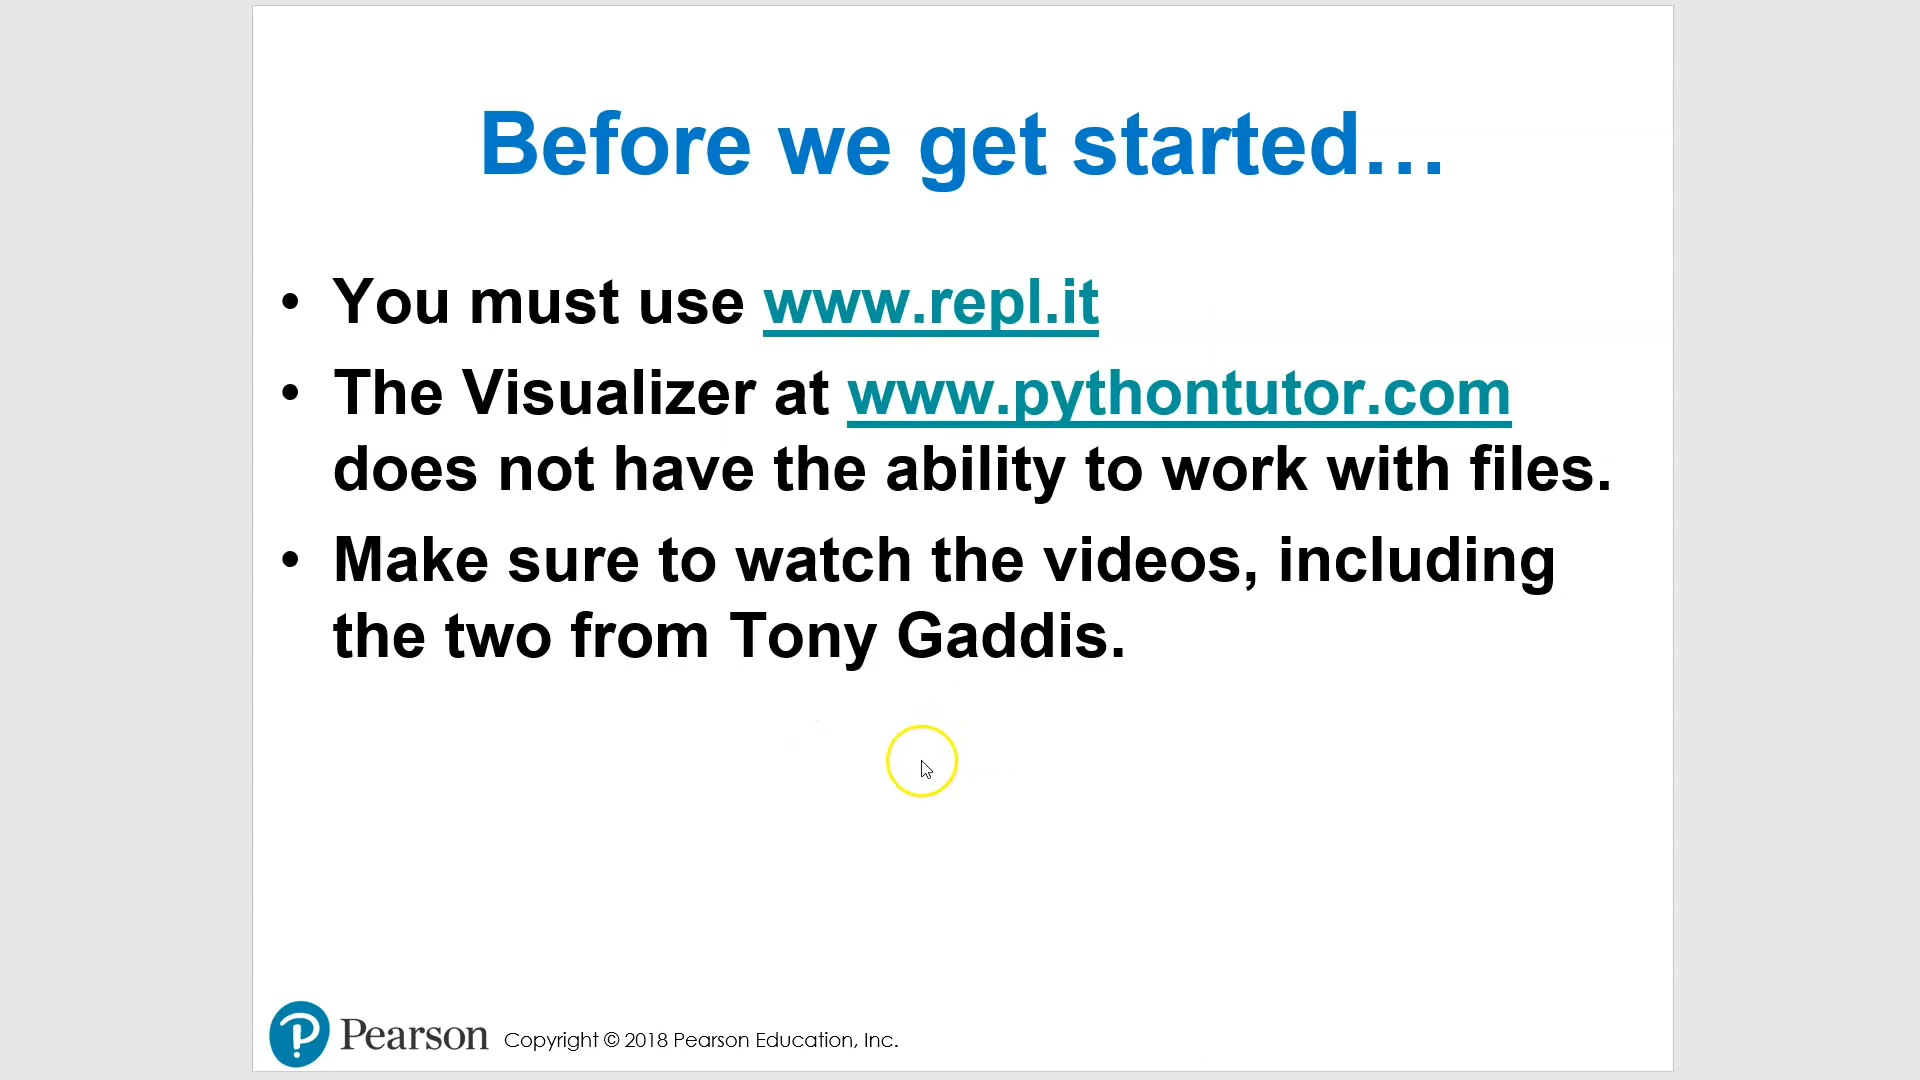 Before we get started…
• You must use www.repl.it
• The Visualizer at www.pythontutor.com
does not have the ability to work with files.
• Make sure to watch the videos, including
the two from Tony Gaddis.
Pearson Copyright © 2018 Pearson Education, Inc.